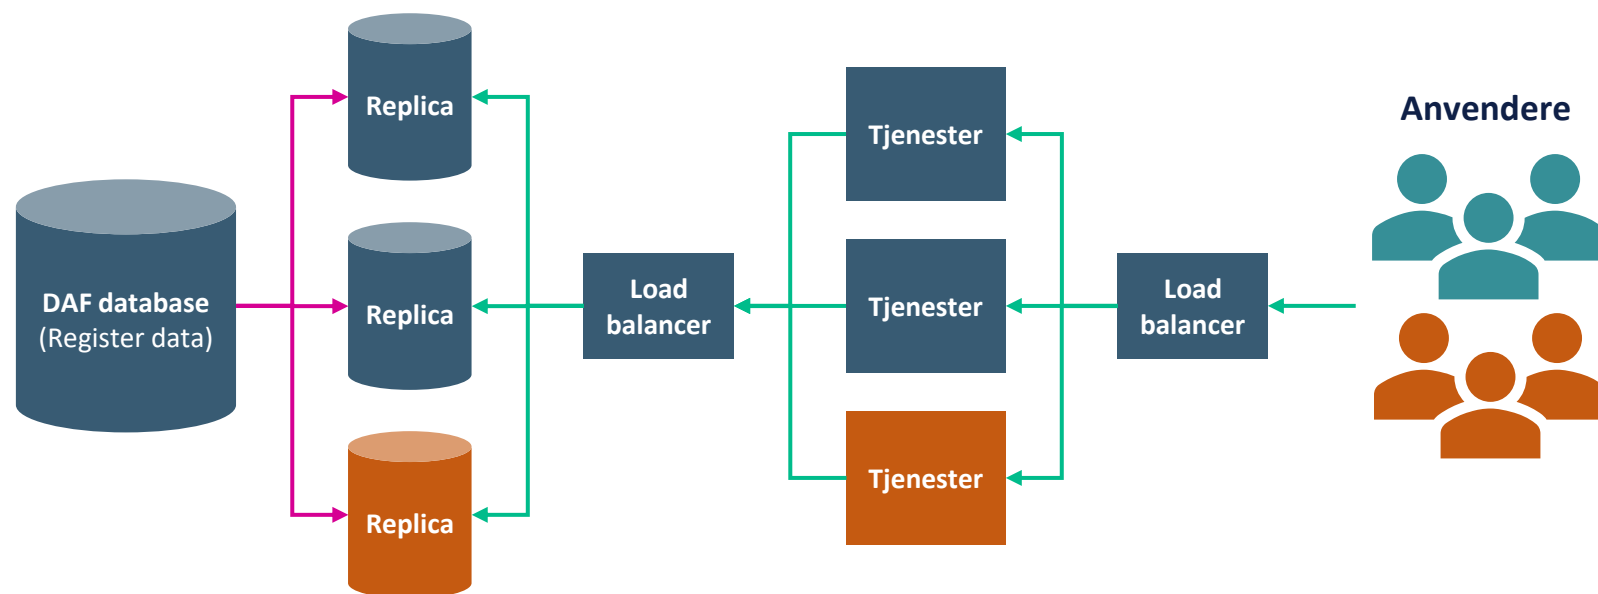 DAF database
(Register data)
Replica
Replica
Replica
Load
balancer
Tjenester
Tjenester
Tjenester
Load
balancer
Anvendere